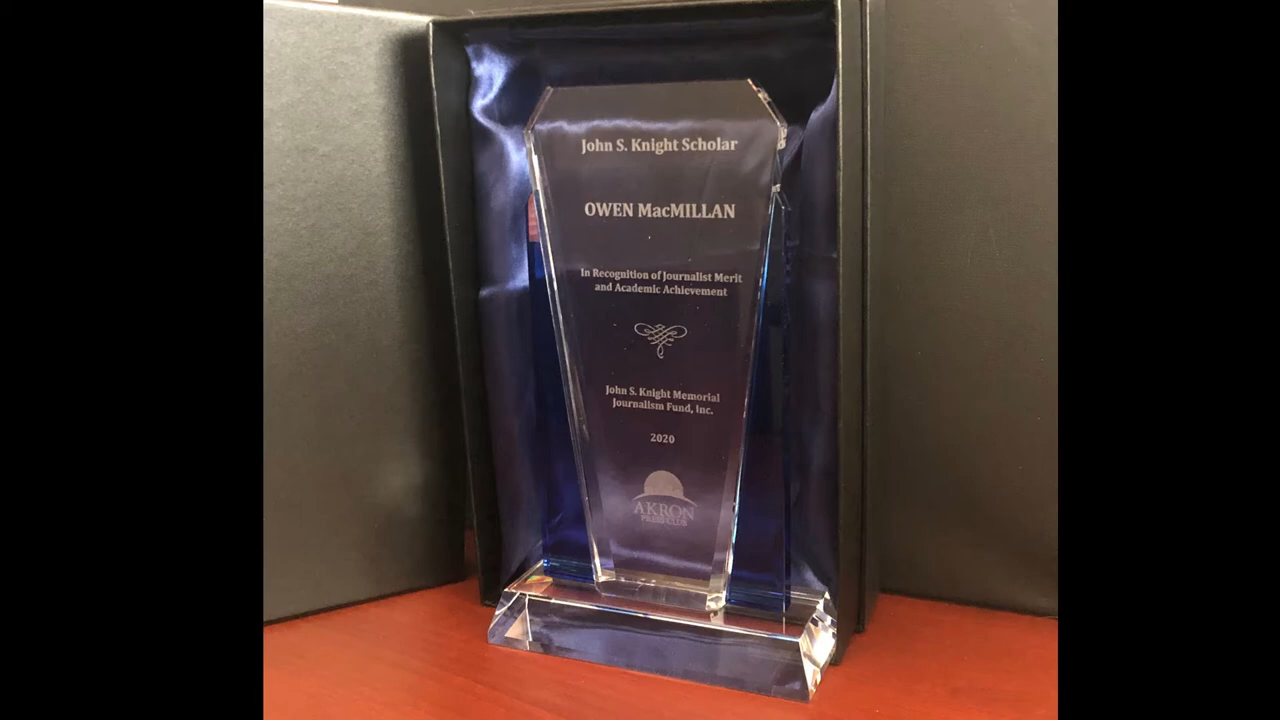 John S. Knight Scholar
OWEN MacMILLAN
In Recognition of Journalist Merit
and Academic Achievement
John S. Knight Memorial
Journalism Fund, Inc.
2020
AKRON
PRESS CLUB